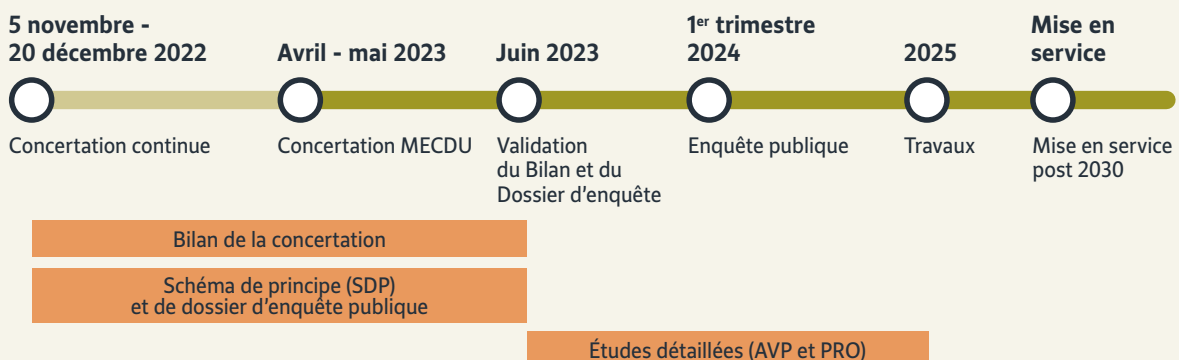 5 novembre -
20 décembre 2022
Avril - mai 2023
Juin 2023
1er trimestre
2024
2025
Mise en
service
Concertation continue
Concertation MECDU
Validation
du Bilan et du
Dossier d'enquête
Enquête publique
Travaux
Mise en service
post 2030
Bilan de la concertation
Schéma de principe (SDP)
et de dossier d'enquête publique
Études détaillées (AVP et PRO)